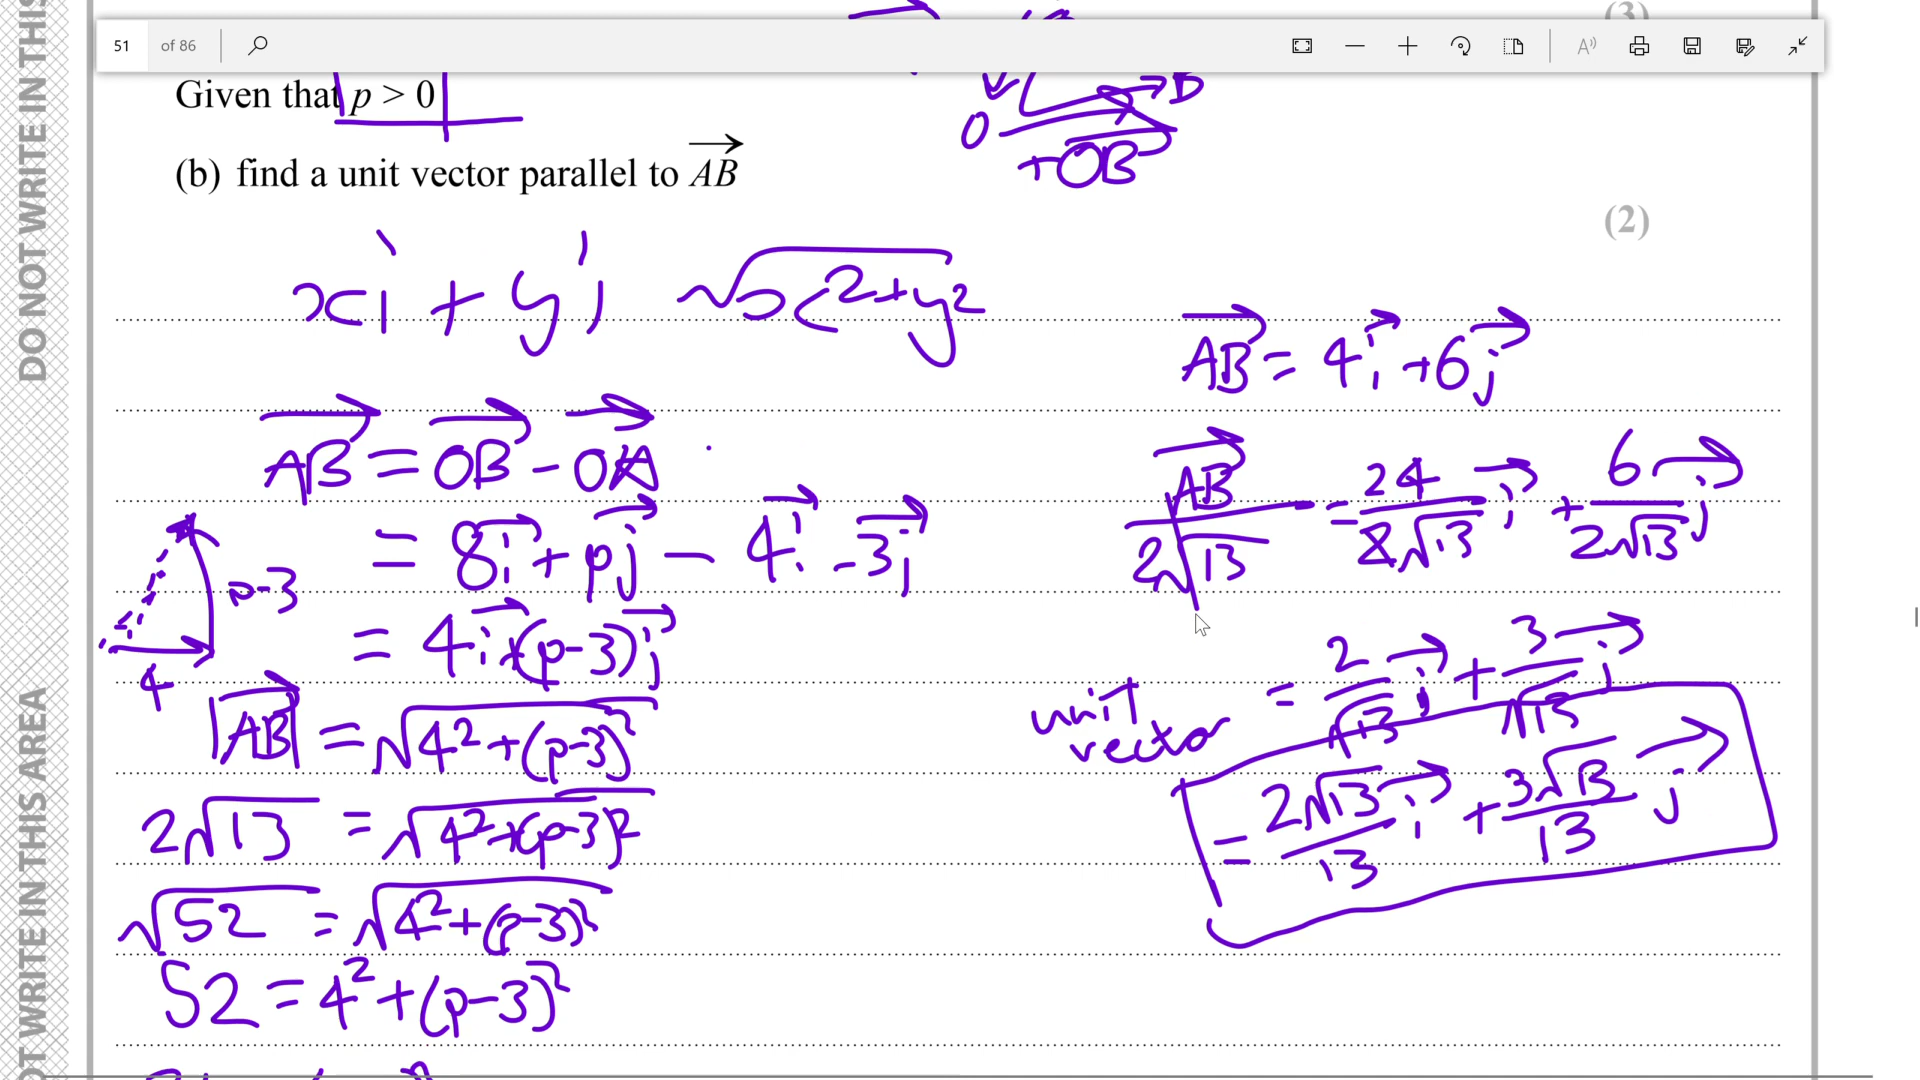 (3)
51 of 86
Given that p > 0
B
O
+OB
(b) find a unit vector parallel to AB
(2)
xi + yj √x²+y²
AB = OB - OA
= 8i + pj - 4i - 3j
= 4i+(p-3)j
p-3
4
|AB| = √4²+(p-3)²
2√13 = √4²+(p-3)²
√52 = √4²+(p-3)²
52 = 4²+(p-3)²
AB = 4i +6j
AB/2√13 = 24/2√13 i + 6/2√13 j
unit vector
= 2/√13 i + 3/√13 j
= 2√13/13 i + 3√13/13 j
DO NOT WRITE IN THIS
OT WRITE IN THIS AREA